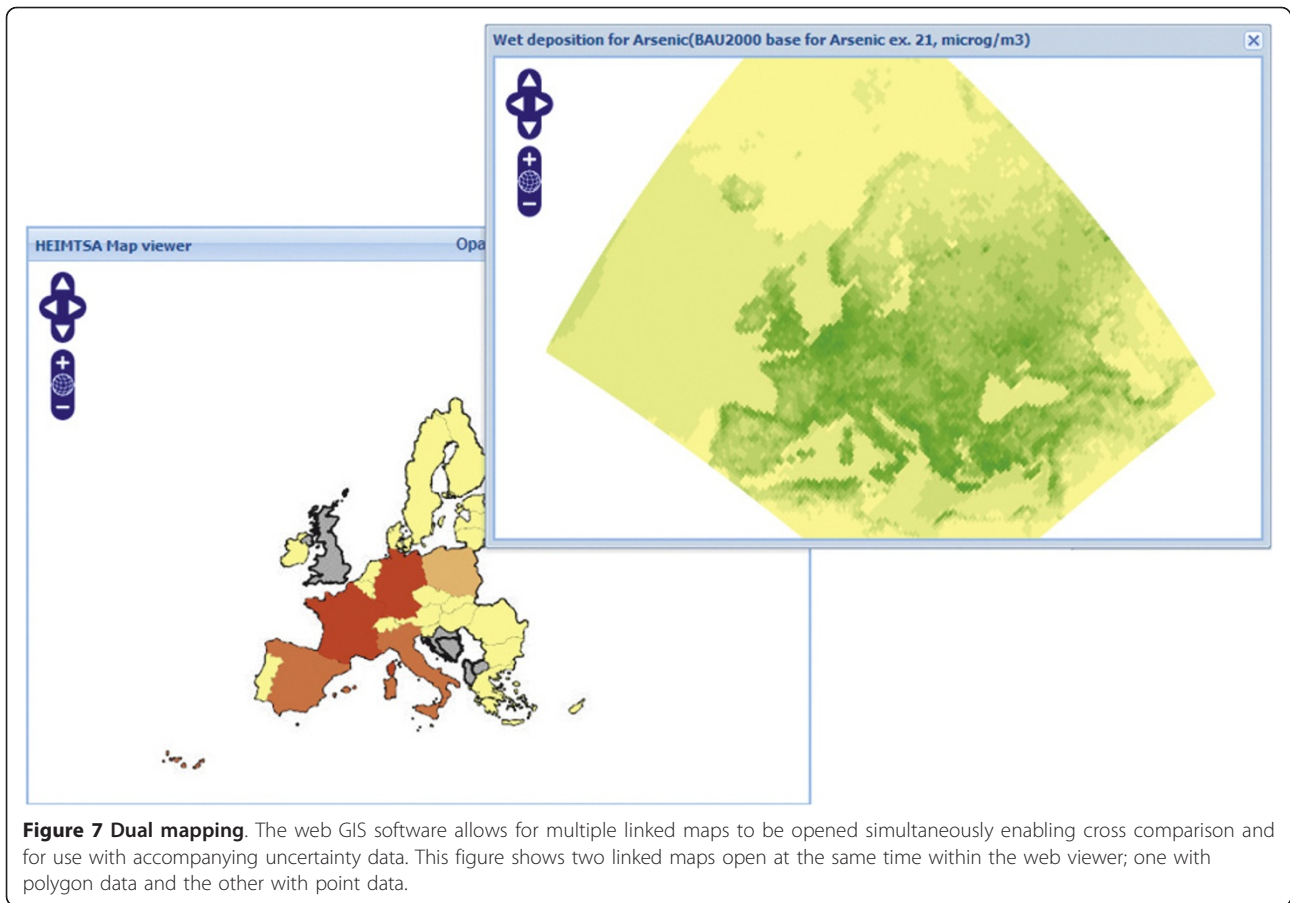 Wet deposition for Arsenic(BAU2000 base for Arsenic ex. 21, microg/m3)
HEIMTSA Map viewer
Opa
Figure 7 Dual mapping. The web GIS software allows for multiple linked maps to be opened simultaneously enabling cross comparison and
for use with accompanying uncertainty data. This figure shows two linked maps open at the same time within the web viewer; one with
polygon data and the other with point data.